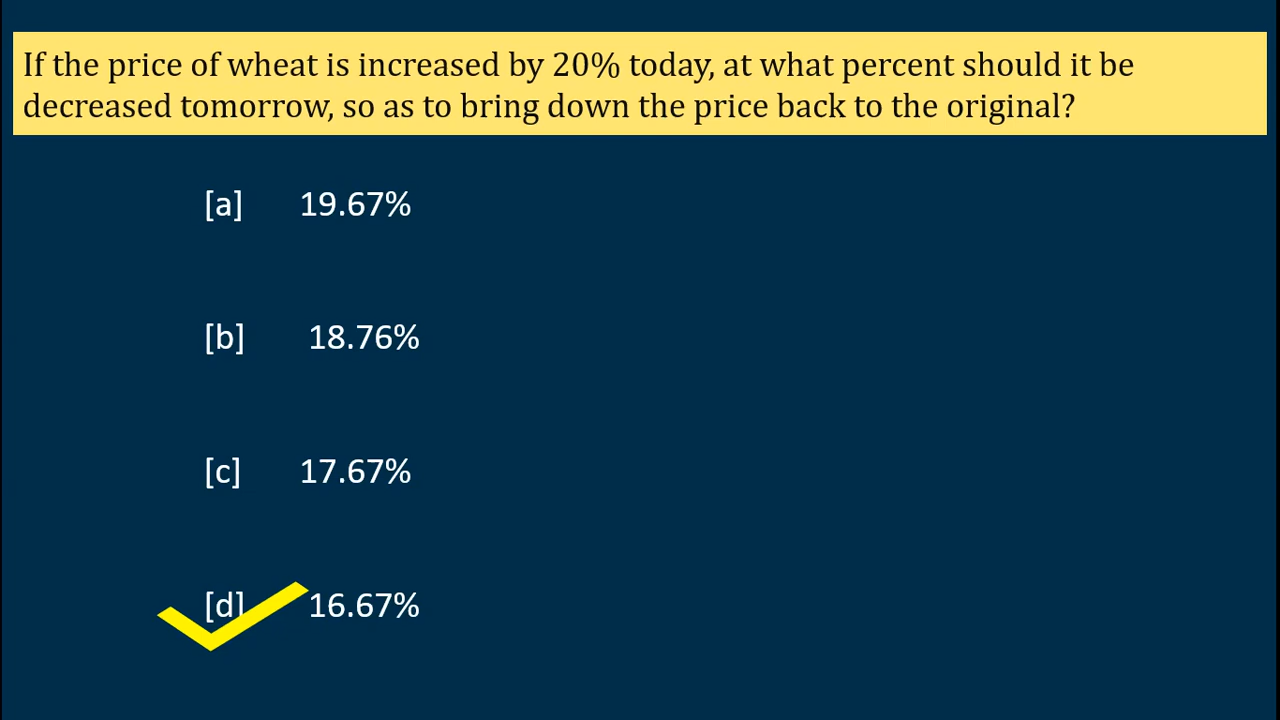 If the price of wheat is increased by 20% today, at what percent should it be
decreased tomorrow, so as to bring down the price back to the original?
[a] 19.67%
[b] 18.76%
[c] 17.67%
[d] 16.67%